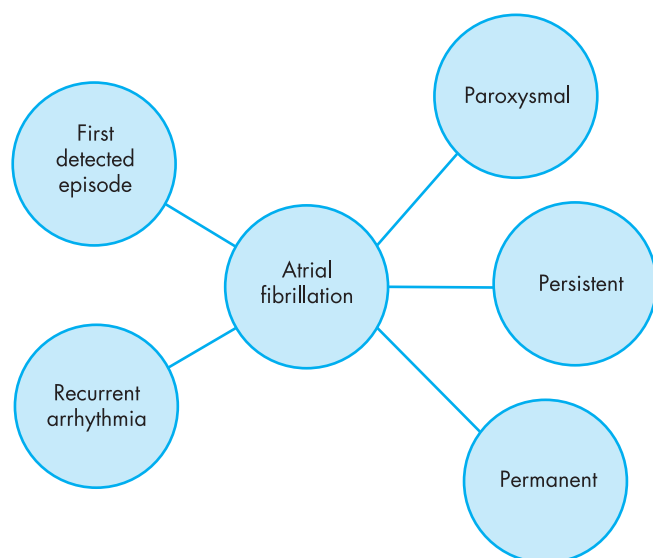 First
detected
episode
Recurrent
arrhythmia
Atrial
fibrillation
Paroxysmal
Persistent
Permanent